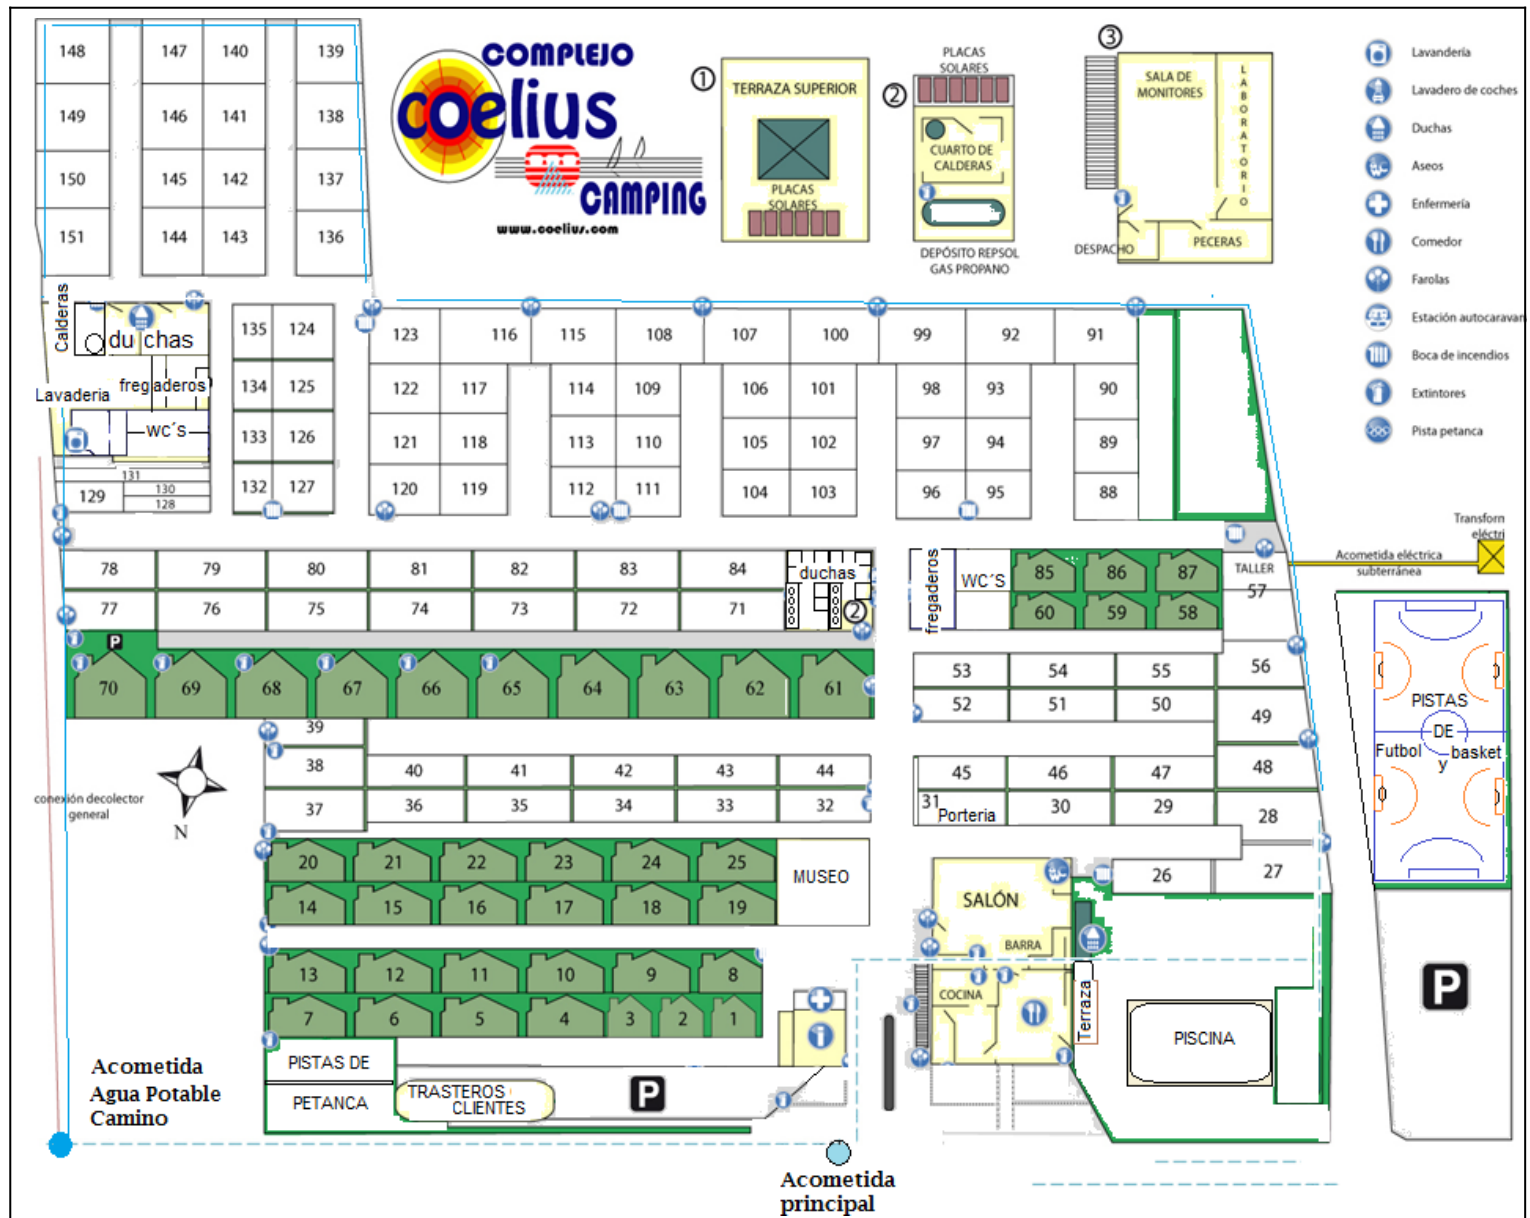 COMPLEJO
coelius
CAMPING
www.coelius.com
1
TERRAZA SUPERIOR
PLACAS
SOLARES
2
PLACAS
SOLARES
CUARTO DE
CALDERAS
DEPÓSITO REPSOL
GAS PROPANO
3
SALA DE
MONITORES
LABORATORIO
DESPACHO
PECERAS
Lavandería
Lavadero de coches
Duchas
Aseos
Enfermería
Comedor
Farolas
Estación autocaravan
Boca de incendios
Extintores
Pista petanca
148 147 140 139
149 146 141 138
150 145 142 137
151 144 143 136
Calderas
duchas
fregaderos
Lavaderia
WC´S
131
129 130
128
135 124
134 125
133 126
132 127
123 116 115 108 107 100 99 92 91
122 117 114 109 106 101 98 93 90
121 118 113 110 105 102 97 94 89
120 119 112 111 104 103 96 95 88
78 79 80 81 82 83 84
duchas
77 76 75 74 73 72 71
2
fregaderos
WC´S
85 86 87
60 59 58
TALLER
57
Transforn
eléctri
Acometida eléctrica
subterránea
P
70 69 68 67 66 65 64 63 62 61
53 54 55 56
52 51 50 49
39
38 40 41 42 43 44
37 36 35 34 33 32
45 46 47 48
31 Porteria 30 29 28
26 27
PISTAS
DE
Futbol y basket
conexión decolector
general
N
20 21 22 23 24 25
14 15 16 17 18 19
MUSEO
13 12 11 10 9 8
7 6 5 4 3 2 1
SALÓN
BARRA
COCINA
Terraza
PISCINA
P
PISTAS DE
PETANCA
TRASTEROS
CLIENTES
P
Acometida
Agua Potable
Camino
Acometida
principal